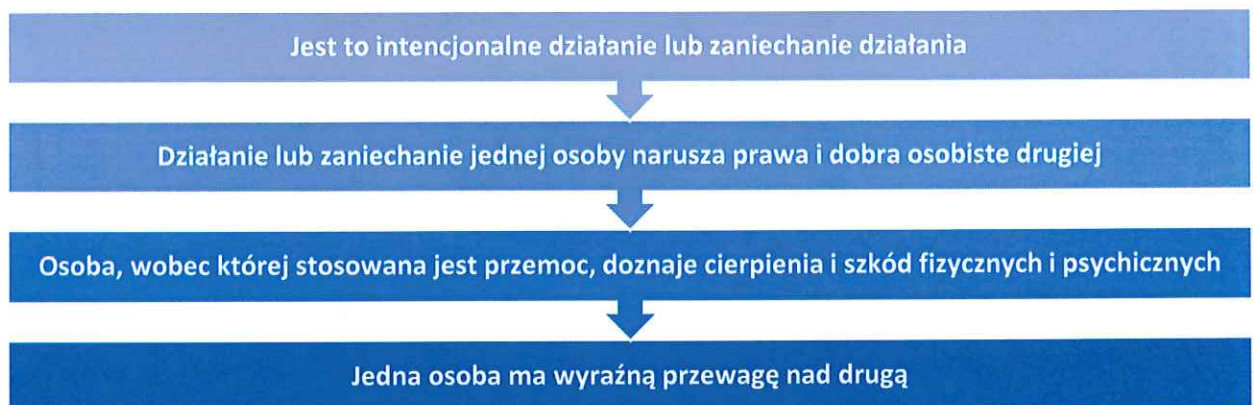 Jest to intencjonalne działanie lub zaniechanie działania
Działanie lub zaniechanie jednej osoby narusza prawa i dobra osobiste drugiej
Osoba, wobec której stosowana jest przemoc, doznaje cierpienia i szkód fizycznych i psychicznych
Jedna osoba ma wyraźną przewagę nad drugą